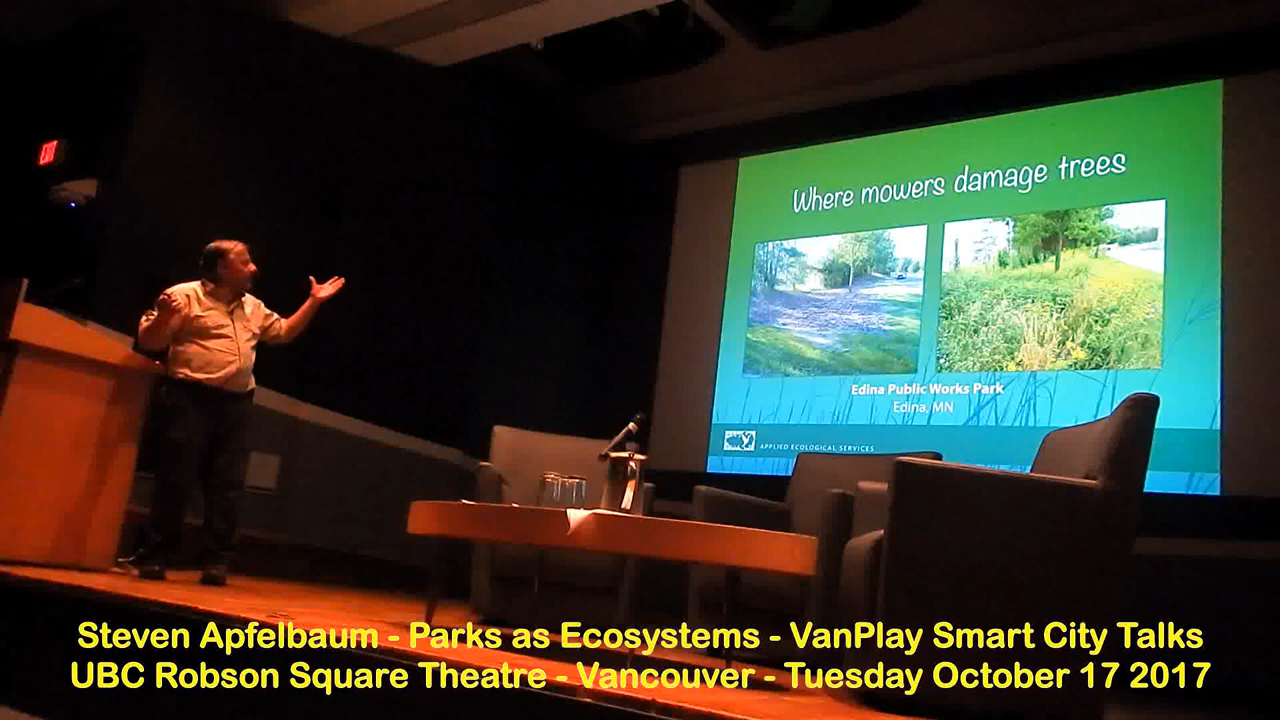 EXIT
Where mowers damage trees
Edina Public Works Park
Edina, MN
APPLIED ECOLOGICAL SERVICES
Steven Apfelbaum - Parks as Ecosystems - VanPlay Smart City Talks
UBC Robson Square Theatre - Vancouver - Tuesday October 17 2017